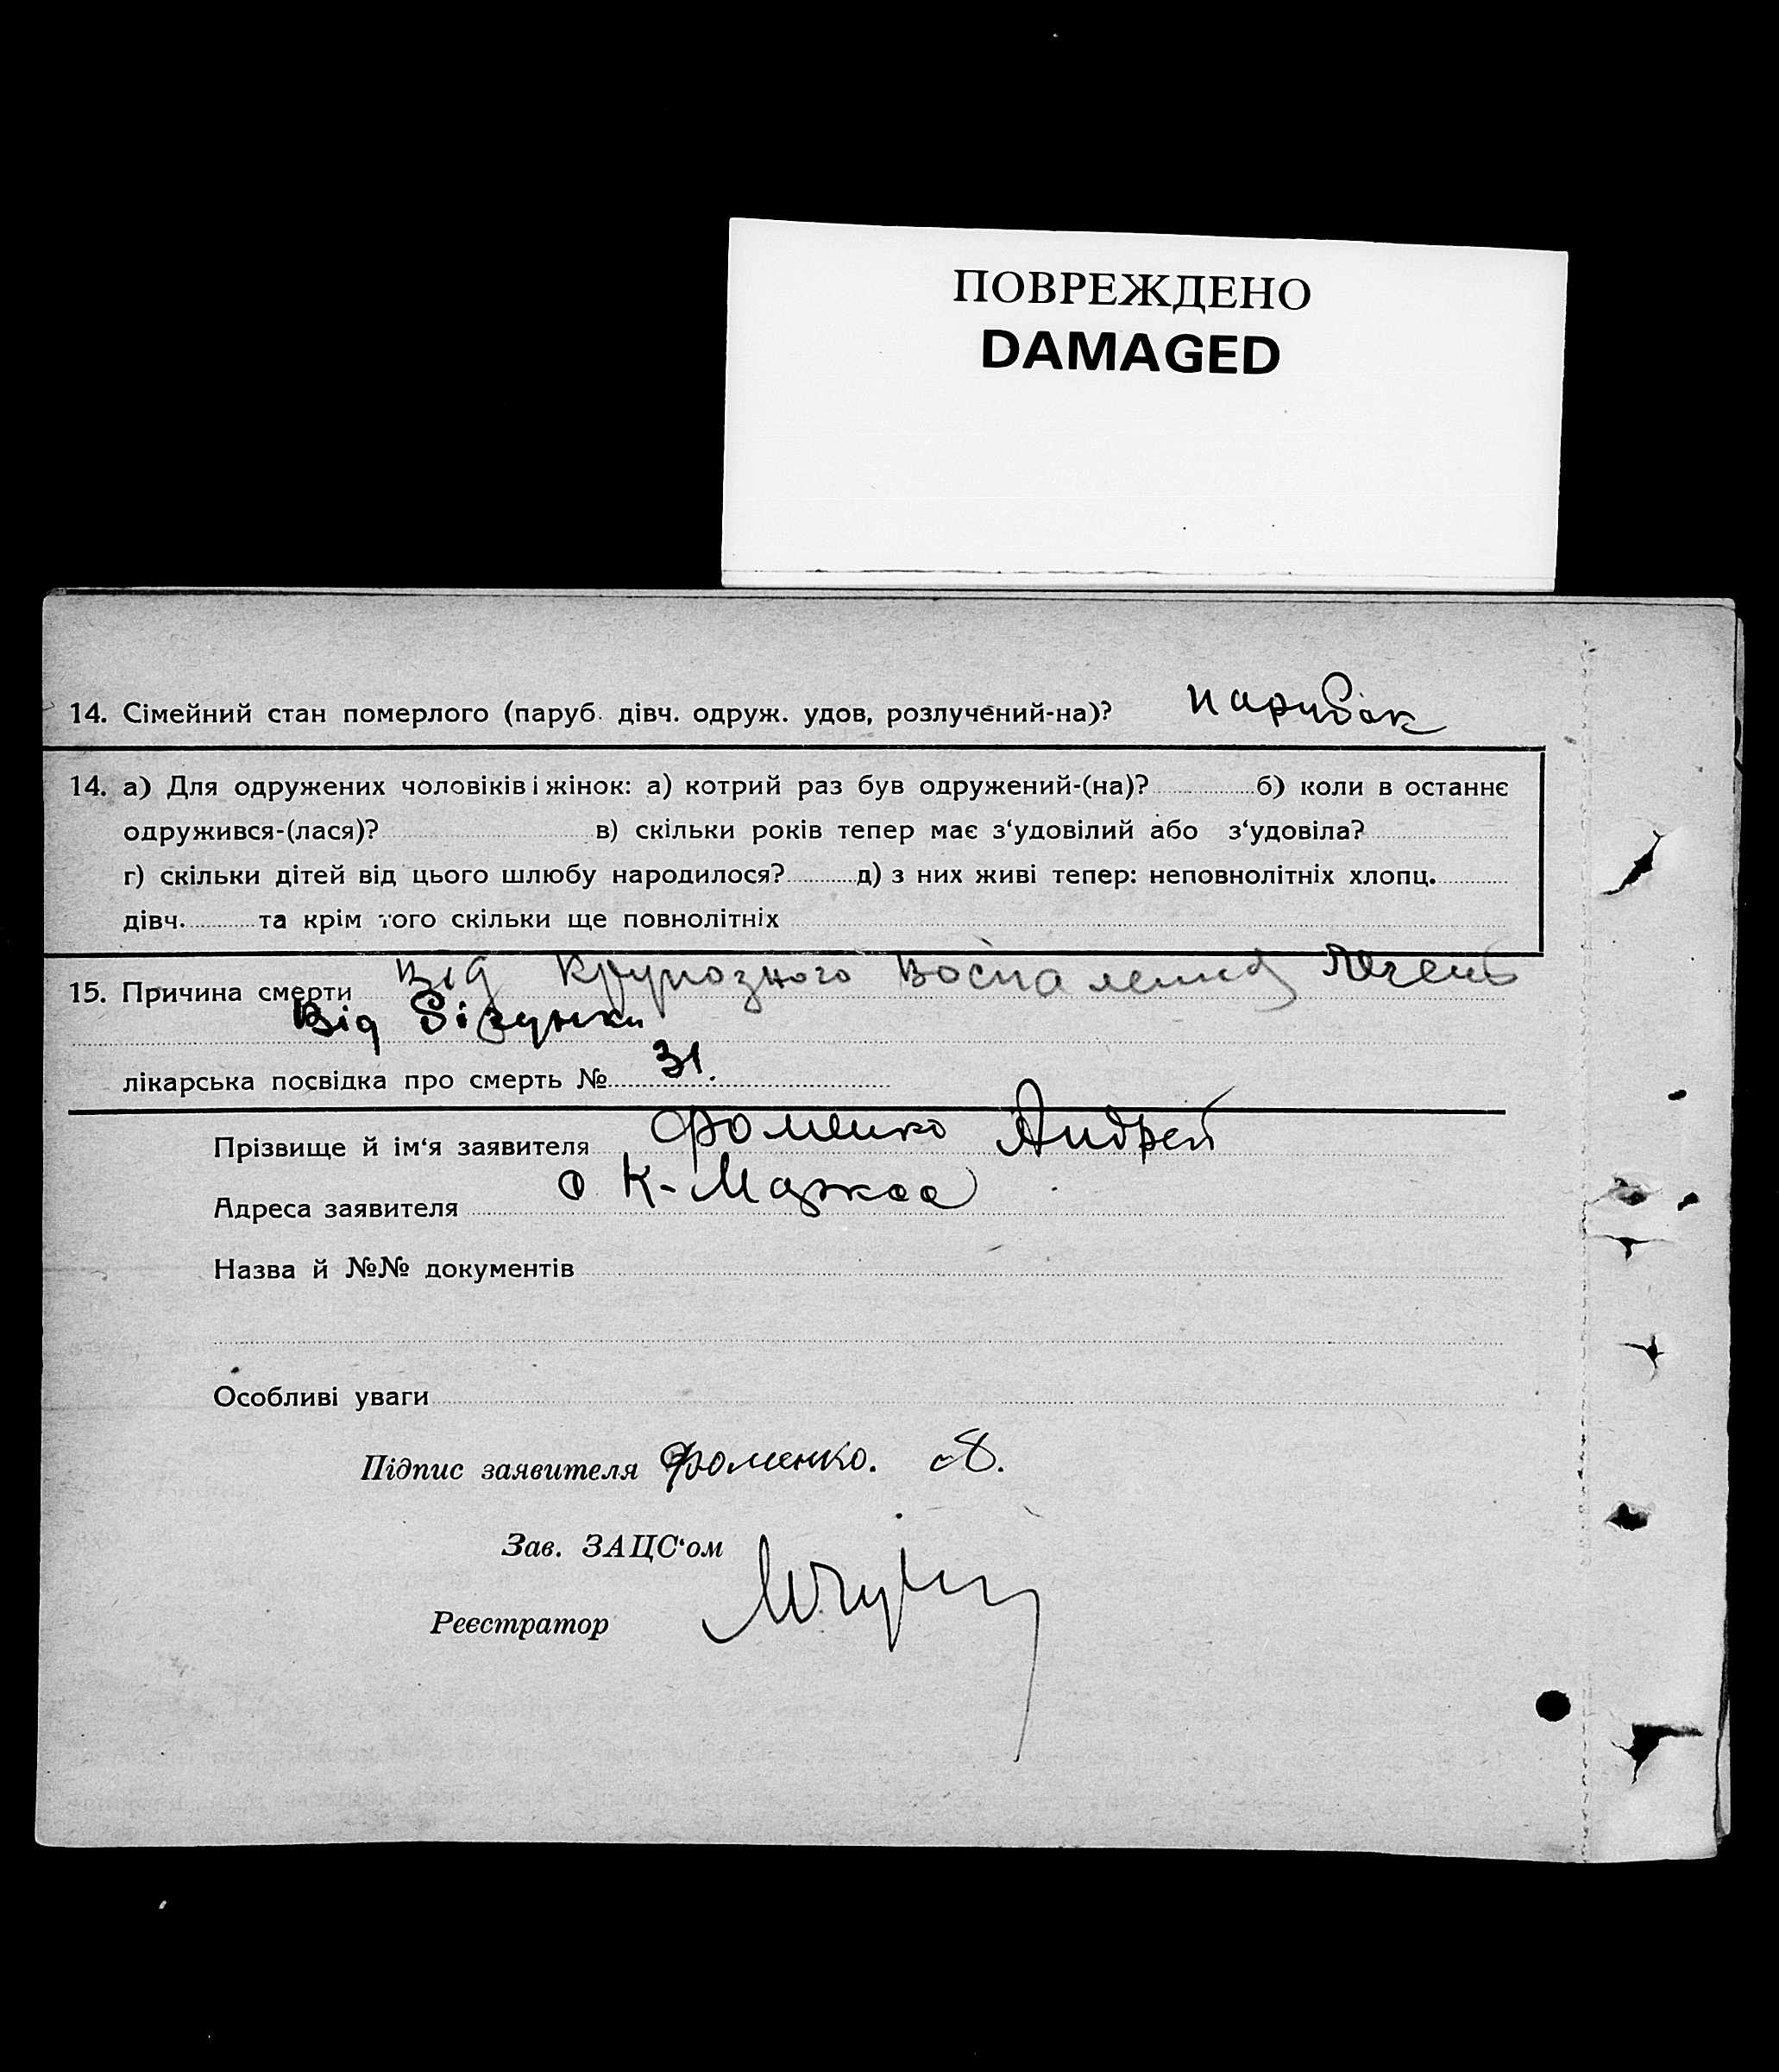 ПОВРЕЖДЕНО
DAMAGED
14. Сімейний стан померлого (паруб. дівч. одруж. удов, розлучений-на)? парубок
14. а) Для одружених чоловіків і жінок: а) котрий раз був одружений-(на)? б) коли в останнє
одружився-(лася)? в) скільки років тепер має з‘удовілий або з‘удовіла?
г) скільки дітей від цього шлюбу народилося? д) з них живі тепер: неповнолітніх хлопц.
дівч. та крім того скільки ще повнолітніх
Від крупозного воспаления
15. Причина смерти
Від
лікарська посвідка про смерть № 31.
Прізвище й ім‘я заявителя Фоменко Андрей
Адреса заявителя К-Маркса
Назва й №№ документів
Особливі уваги
Підпис заявителя Фоменко.
Зав. ЗАЦС‘ом
Реєстратор